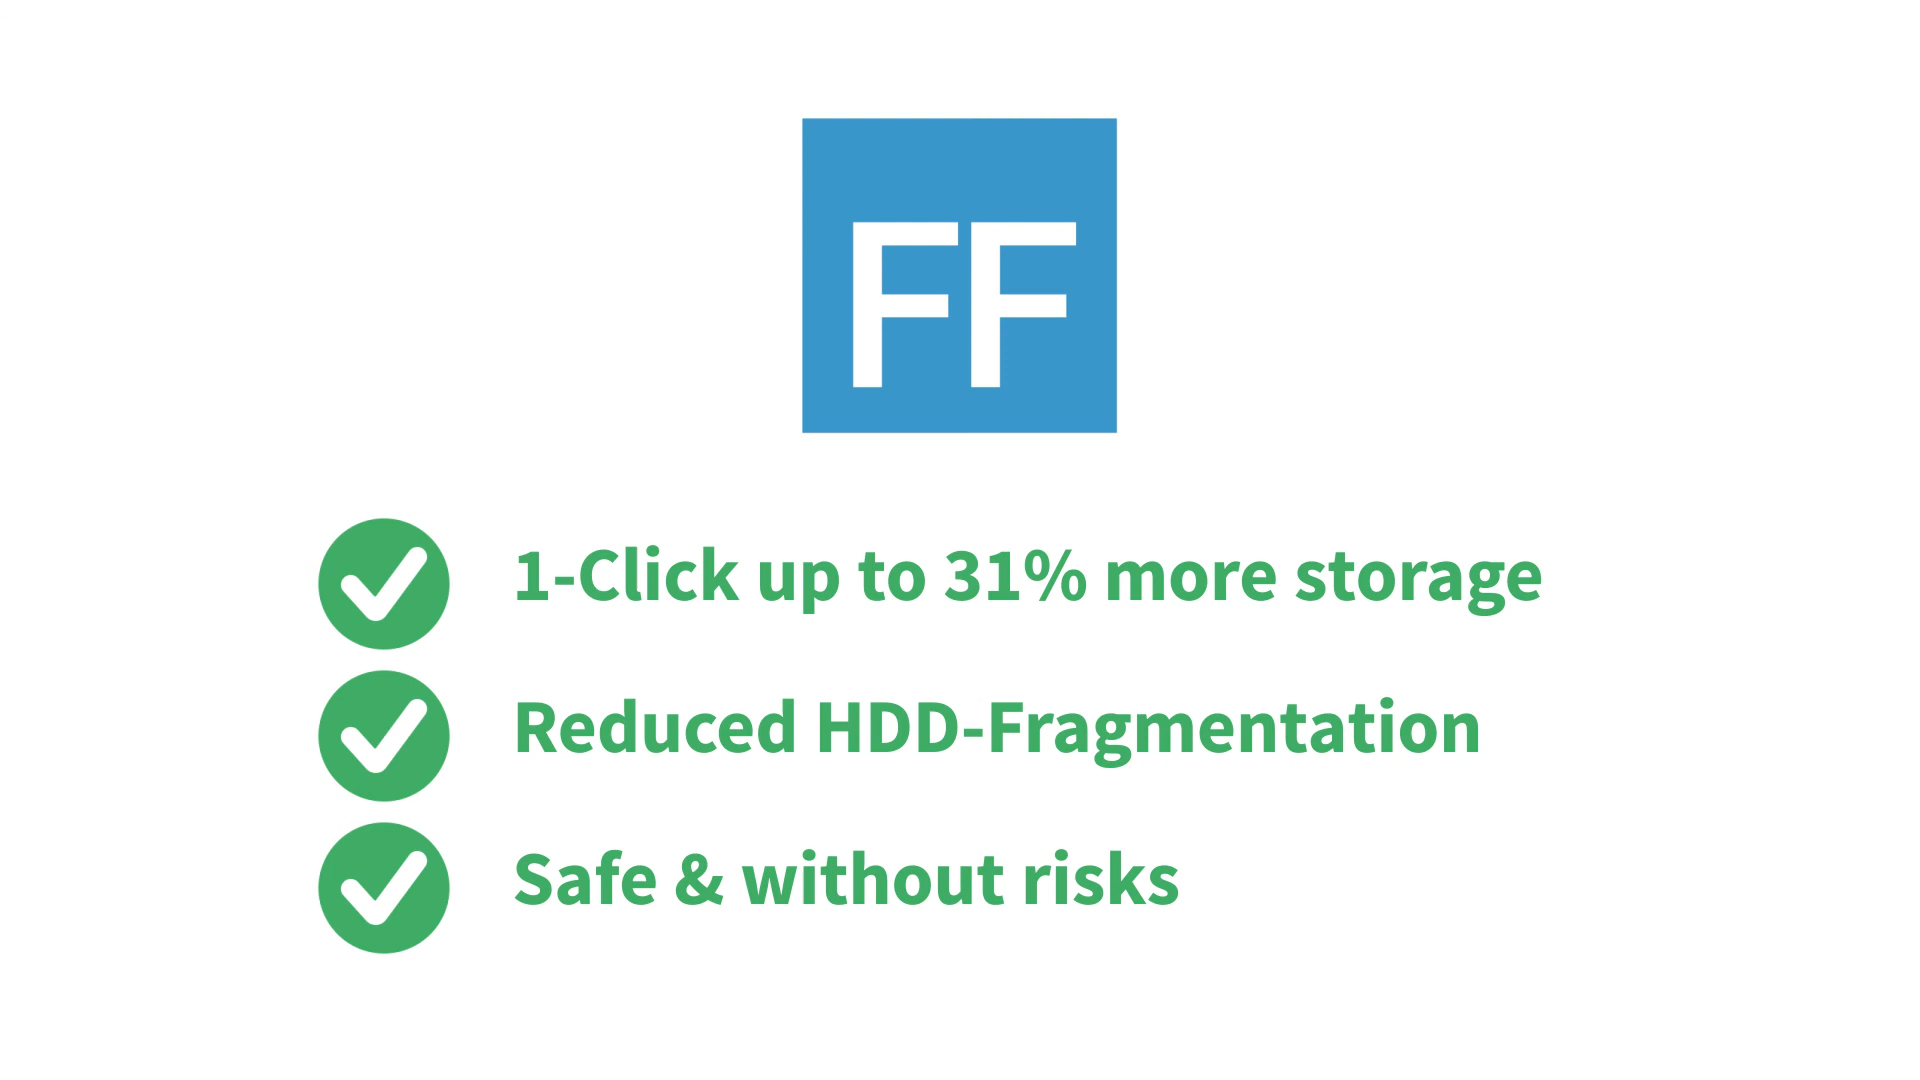 FF
1-Click up to 31% more storage
Reduced HDD-Fragmentation
Safe & without risks